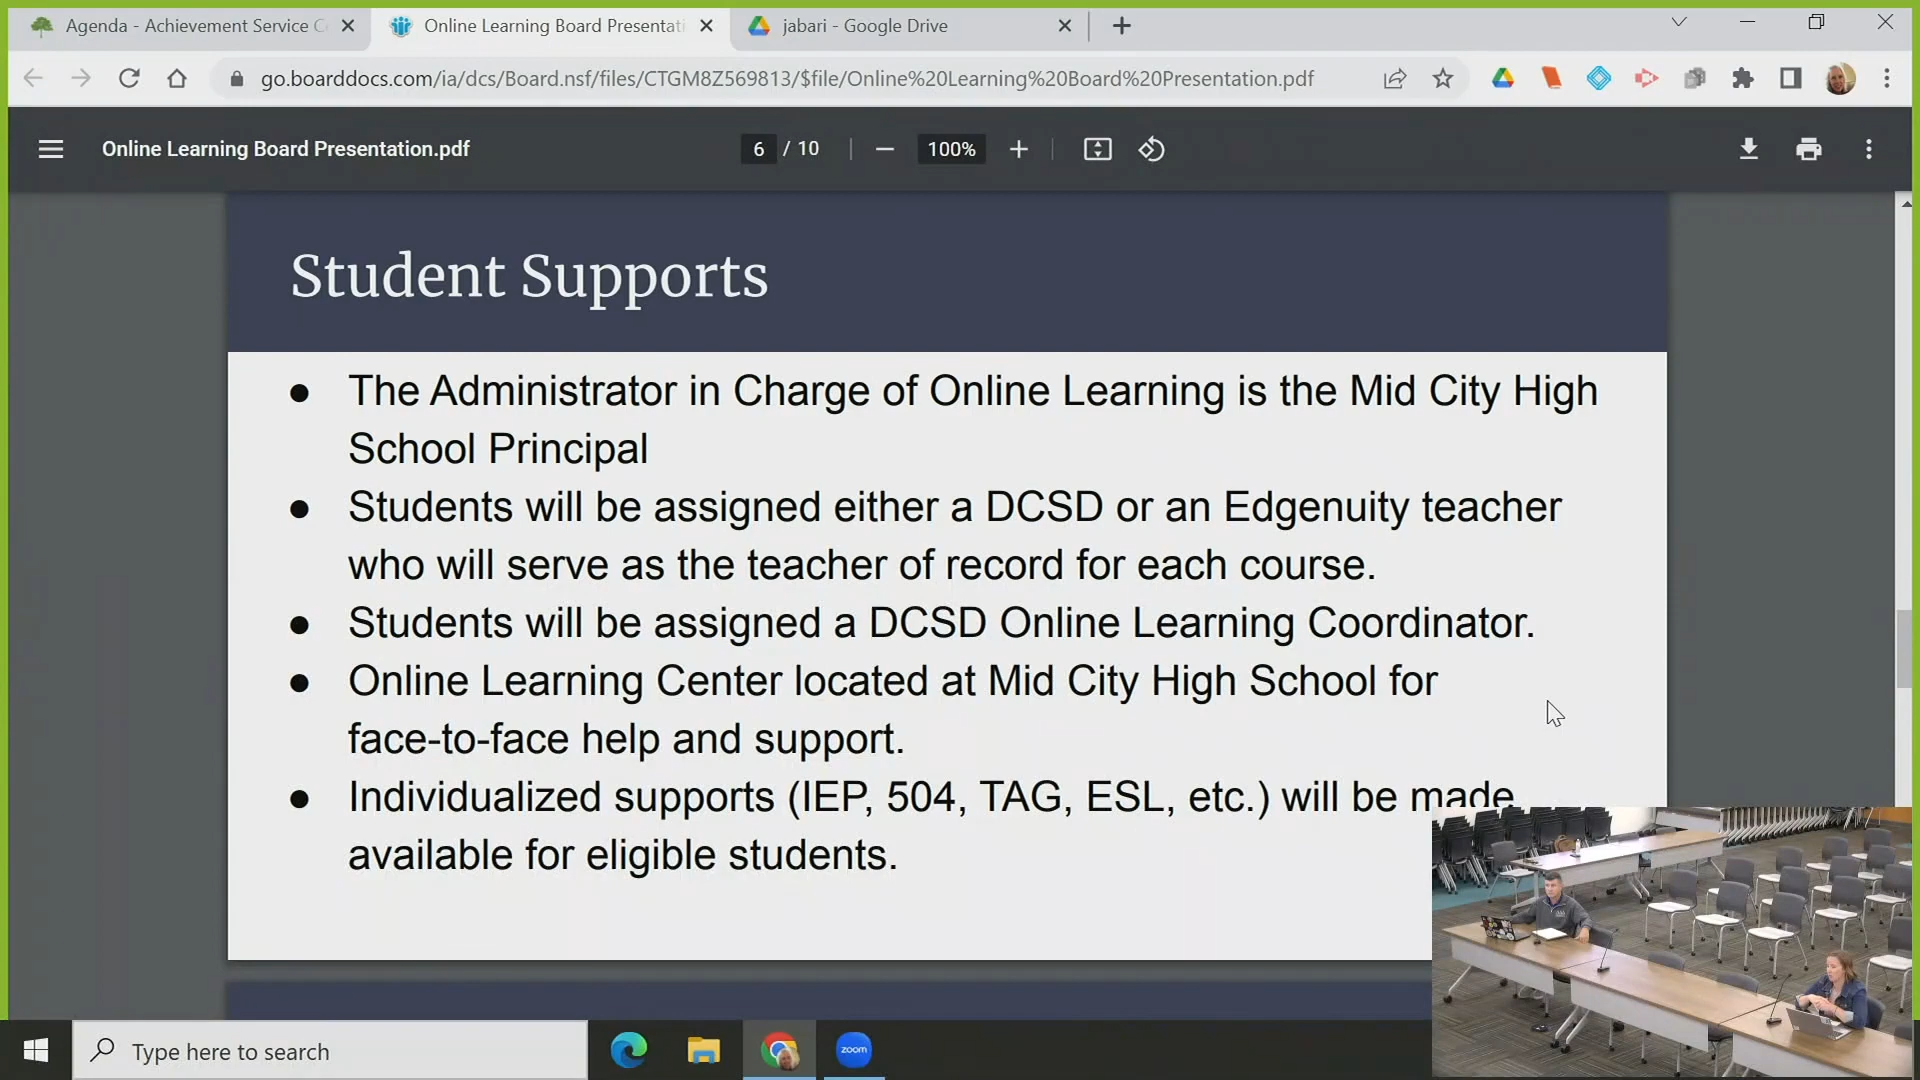 Agenda - Achievement Service C
Online Learning Board Presentati
jabari - Google Drive
go.boarddocs.com/ia/dcs/Board.nsf/files/CTGM8Z569813/$file/Online%20Learning%20Board%20Presentation.pdf
Online Learning Board Presentation.pdf
6 / 10
100%
Student Supports
● The Administrator in Charge of Online Learning is the Mid City High
School Principal
● Students will be assigned either a DCSD or an Edgenuity teacher
who will serve as the teacher of record for each course.
● Students will be assigned a DCSD Online Learning Coordinator.
● Online Learning Center located at Mid City High School for
face-to-face help and support.
● Individualized supports (IEP, 504, TAG, ESL, etc.) will be made
available for eligible students.
Type here to search
zoom